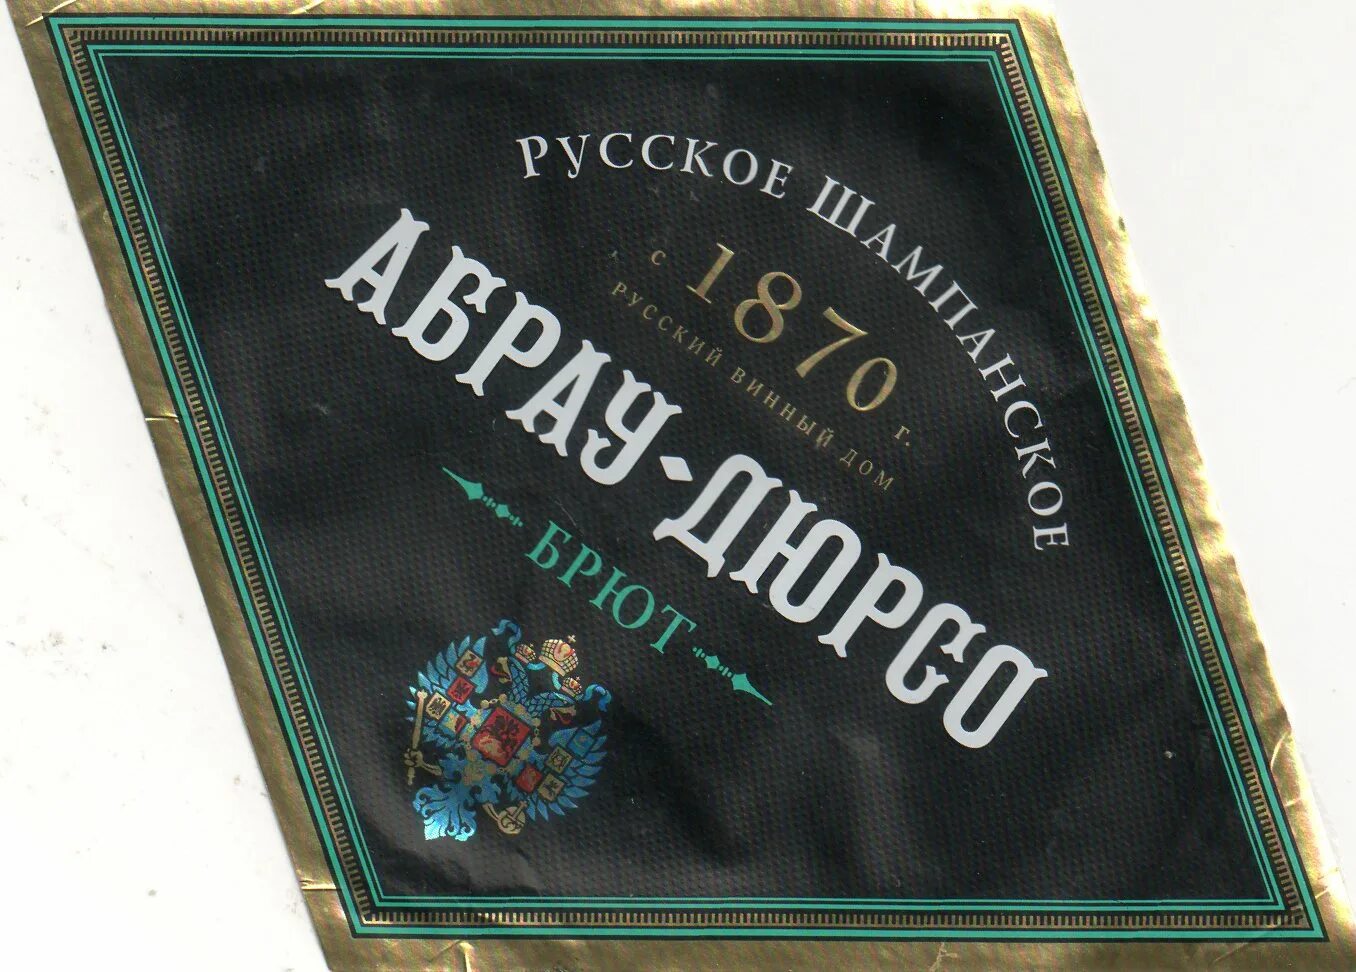 РУССКОЕ ШАМПАНСКОЕ
с 1870 г.
РУССКИЙ ВИННЫЙ ДОМ
АБРАУ-ДЮРСО
БРЮТ